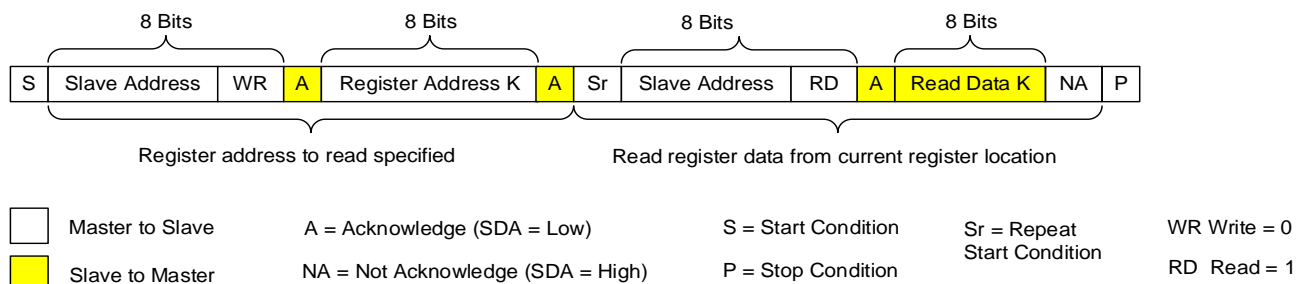 8 Bits 8 Bits 8 Bits 8 Bits
S Slave Address WR A Register Address K A Sr Slave Address RD A Read Data K NA P
Register address to read specified Read register data from current register location
Master to Slave A = Acknowledge (SDA = Low) S = Start Condition Sr = Repeat Start Condition WR Write = 0
Slave to Master NA = Not Acknowledge (SDA = High) P = Stop Condition RD Read = 1